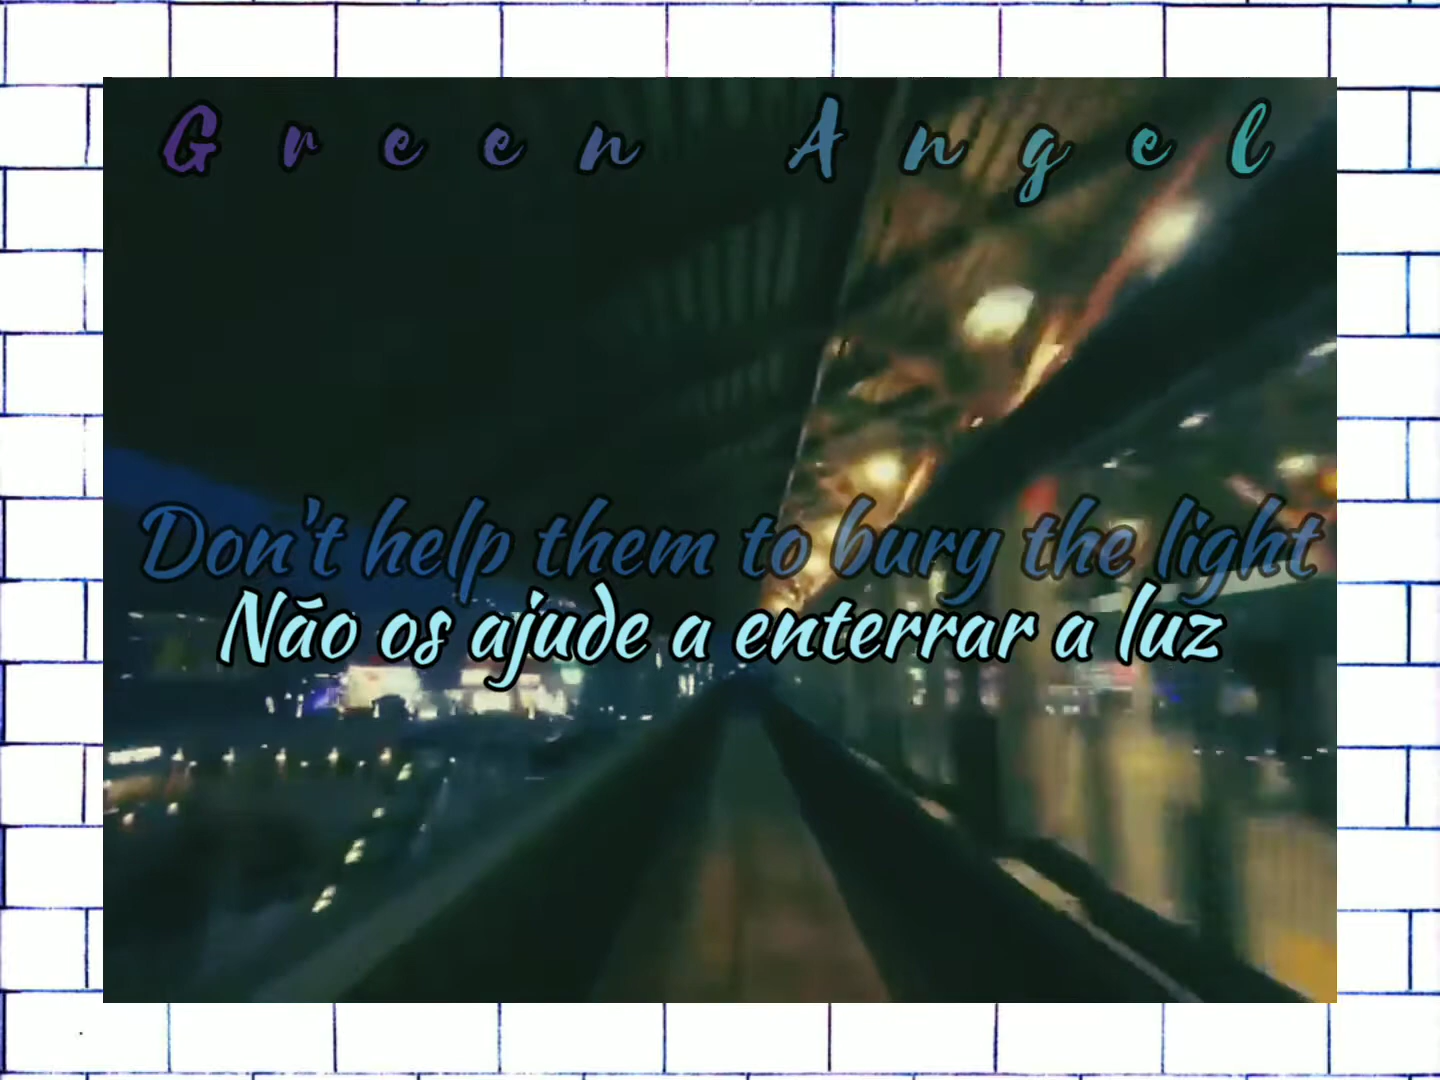 Green Angel
Don't help them to bury the light
Não os ajude a enterrar a luz